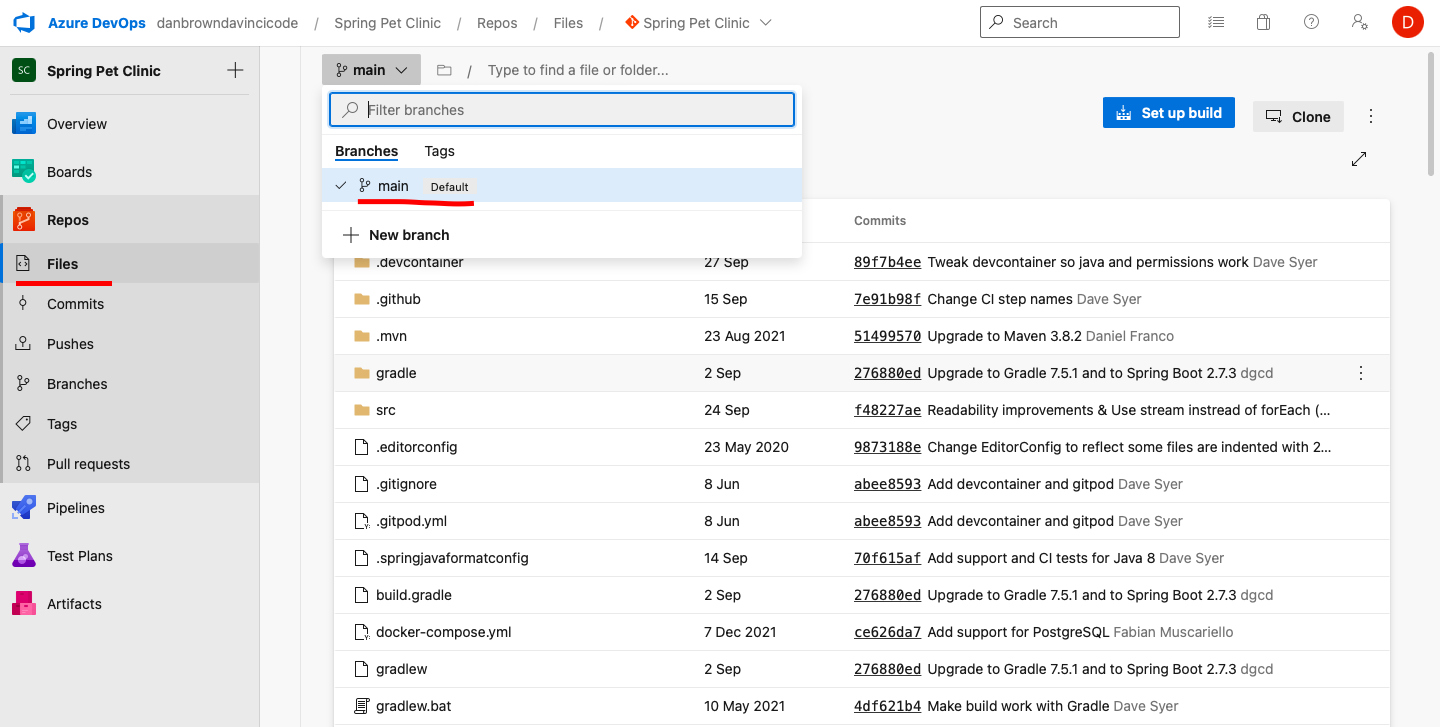 Azure DevOps danbrowndavincicode / Spring Pet Clinic / Repos / Files / Spring Pet Clinic Search D
SC Spring Pet Clinic
Overview
Boards
Repos
Files
Commits
Pushes
Branches
Tags
Pull requests
Pipelines
Test Plans
Artifacts
main / Type to find a file or folder...
Filter branches
Branches Tags
main Default
New branch
Set up build Clone
Commits
.devcontainer 27 Sep 89f7b4ee Tweak devcontainer so java and permissions work Dave Syer
.github 15 Sep 7e91b98f Change CI step names Dave Syer
.mvn 23 Aug 2021 51499570 Upgrade to Maven 3.8.2 Daniel Franco
gradle 2 Sep 276880ed Upgrade to Gradle 7.5.1 and to Spring Boot 2.7.3 dgcd
src 24 Sep f48227ae Readability improvements & Use stream instread of forEach (...
.editorconfig 23 May 2020 9873188e Change EditorConfig to reflect some files are indented with 2...
.gitignore 8 Jun abee8593 Add devcontainer and gitpod Dave Syer
.gitpod.yml 8 Jun abee8593 Add devcontainer and gitpod Dave Syer
.springjavaformatconfig 14 Sep 70f615af Add support and CI tests for Java 8 Dave Syer
build.gradle 2 Sep 276880ed Upgrade to Gradle 7.5.1 and to Spring Boot 2.7.3 dgcd
docker-compose.yml 7 Dec 2021 ce626da7 Add support for PostgreSQL Fabian Muscariello
gradlew 2 Sep 276880ed Upgrade to Gradle 7.5.1 and to Spring Boot 2.7.3 dgcd
gradlew.bat 10 May 2021 4df621b4 Make build work with Gradle Dave Syer